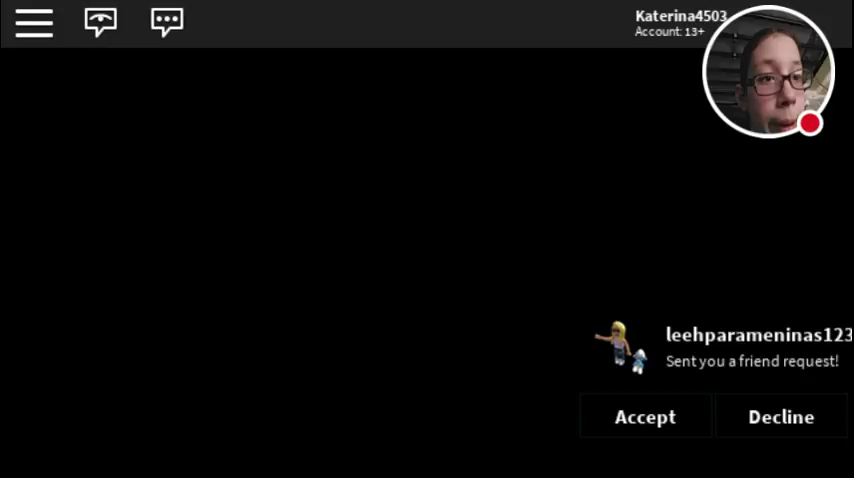 Katerina4503
Account: 13+
leehparameninas123
Sent you a friend request!
Accept
Decline